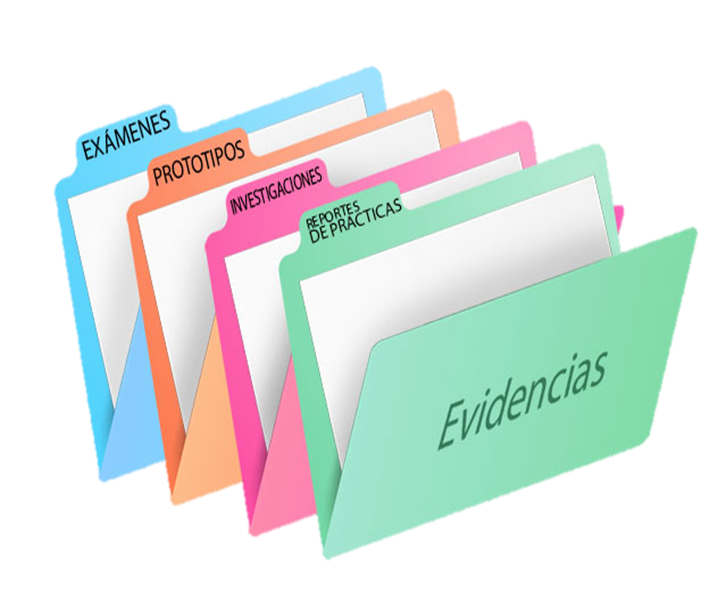 EXÁMENES
PROTOTIPOS
INVESTIGACIONES
REPORTES
DE PRÁCTICAS
Evidencias